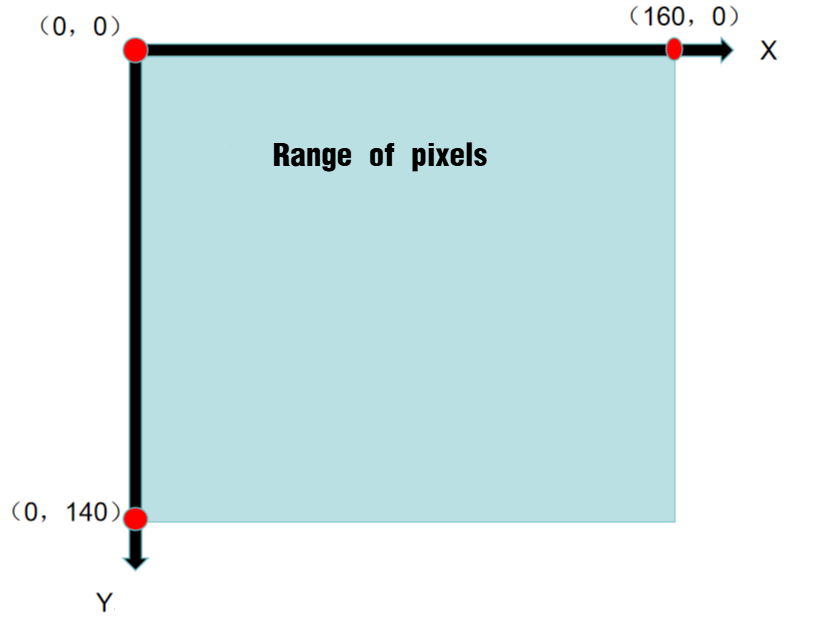 （0，0）
（160，0）
X
Range of pixels
（0，140）
Y